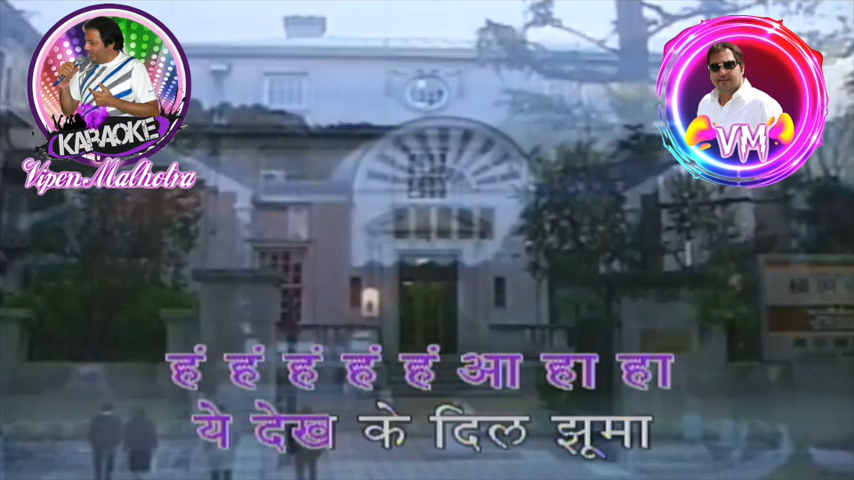 KARAOKE
Vipen Malhotra
VM
हं हं हं हं हं आ हा हा
ये देख के दिल झूमा